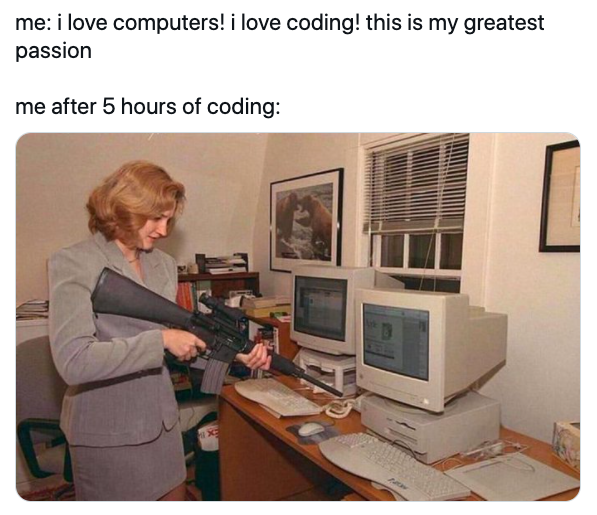 me: i love computers! i love coding! this is my greatest
passion
me after 5 hours of coding: